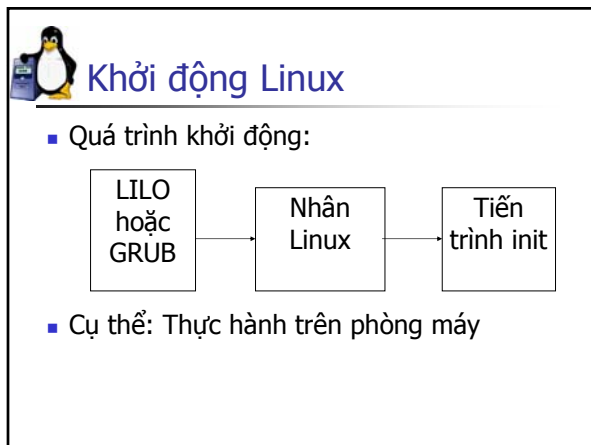 Khởi động Linux
Quá trình khởi động:
LILO
hoặc
GRUB
Nhân
Linux
Tiến
trình init
Cụ thể: Thực hành trên phòng máy